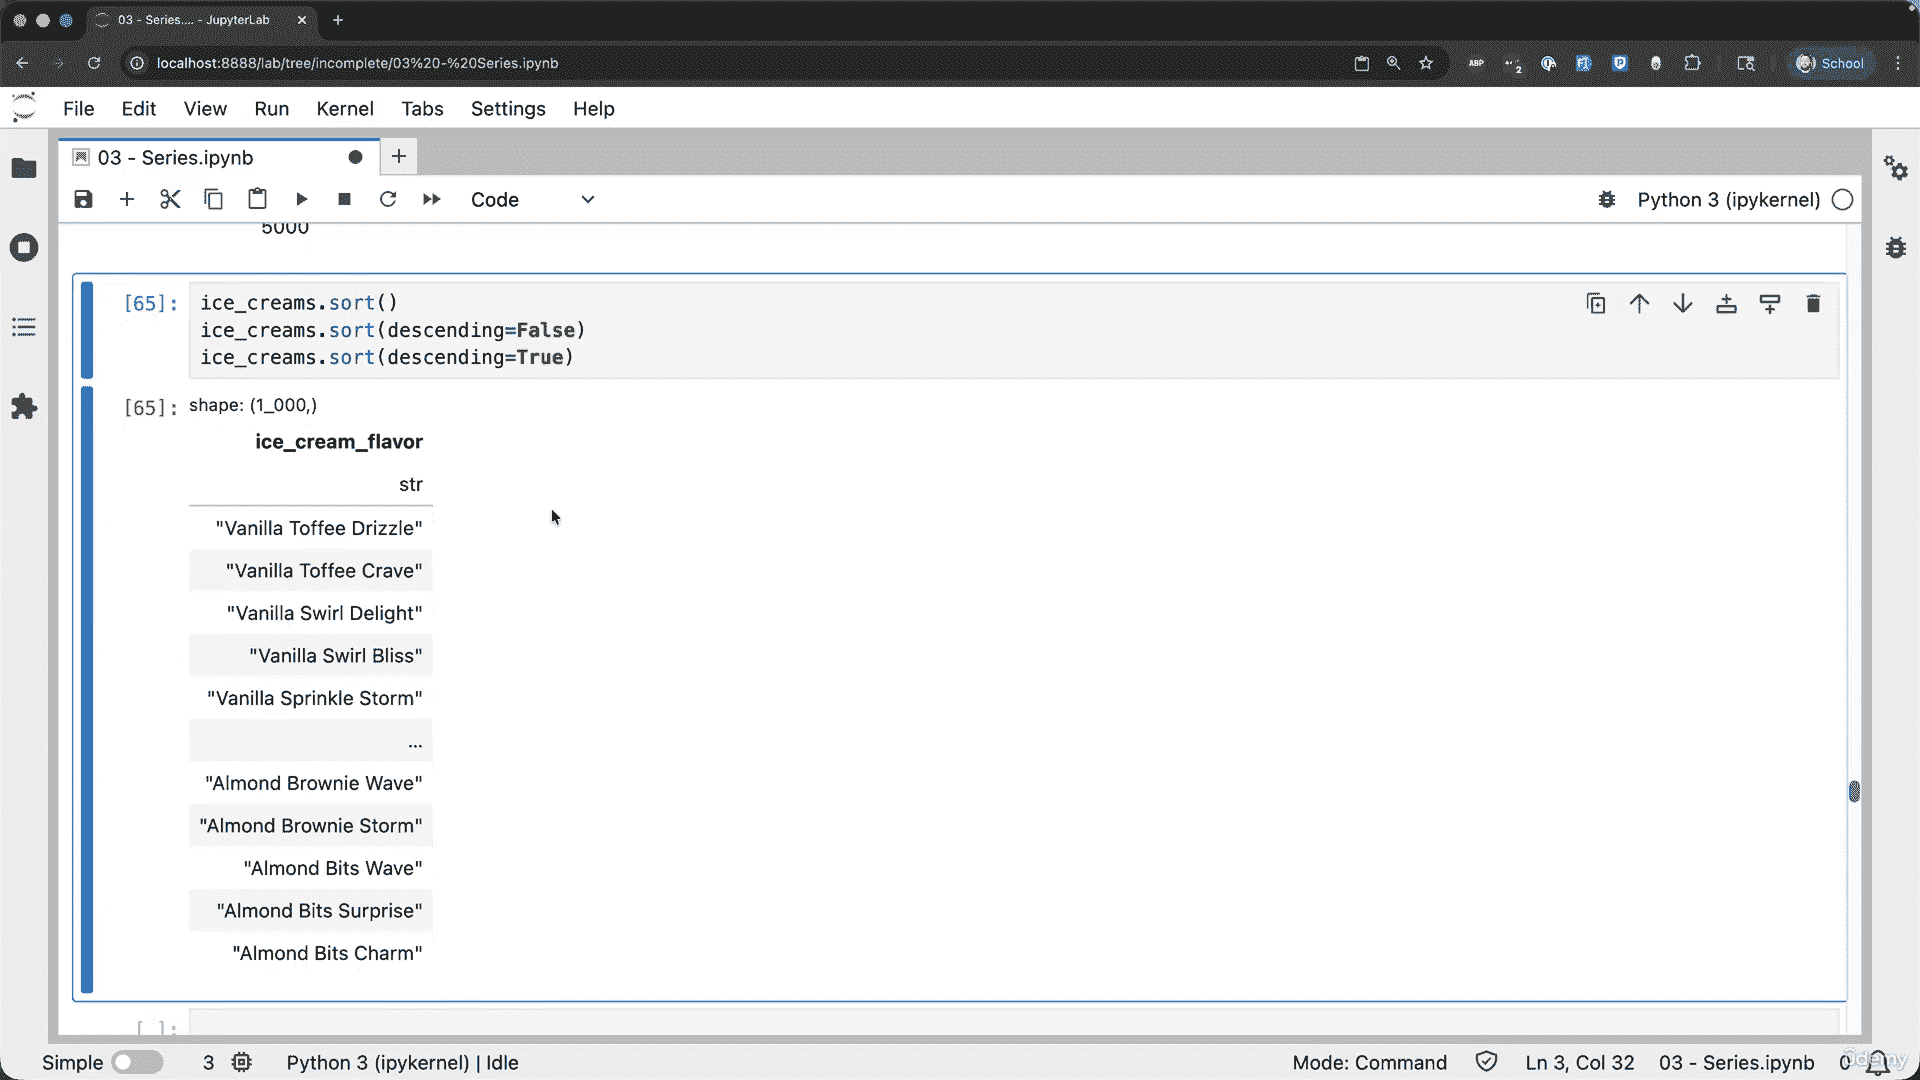 03 - Series.... - JupyterLab
localhost:8888/lab/tree/incomplete/03%20-%20Series.ipynb
ABP
2
School
File Edit View Run Kernel Tabs Settings Help
03 - Series.ipynb
Code
Python 3 (ipykernel)
5000
[65]:
ice_creams.sort()
ice_creams.sort(descending=False)
ice_creams.sort(descending=True)
[65]:
shape: (1_000,)
ice_cream_flavor
str
"Vanilla Toffee Drizzle"
"Vanilla Toffee Crave"
"Vanilla Swirl Delight"
"Vanilla Swirl Bliss"
"Vanilla Sprinkle Storm"
...
"Almond Brownie Wave"
"Almond Brownie Storm"
"Almond Bits Wave"
"Almond Bits Surprise"
"Almond Bits Charm"
[ ]:
Simple 3 Python 3 (ipykernel) | Idle Mode: Command Ln 3, Col 32 03 - Series.ipynb 0
udemy